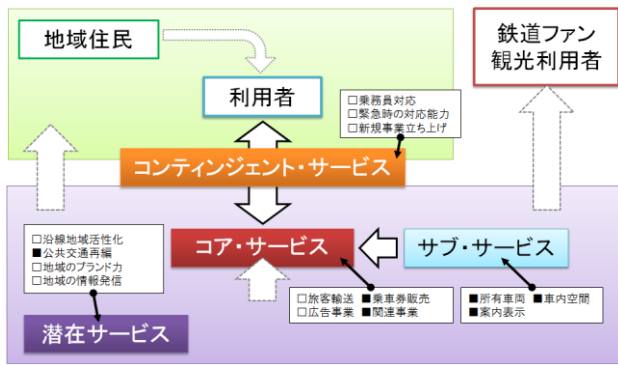 地域住民
鉄道ファン
観光利用者
利用者
□乗務員対応
□緊急時の対応能力
□新規事業立ち上げ
コンティンジェント・サービス
□沿線地域活性化
■公共交通再編
□地域のブランド力
□地域の情報発信
コア・サービス
サブ・サービス
□旅客輸送 ■乗車券販売
□広告事業 ■関連事業
■所有車両 ■車内空間
■案内表示
潜在サービス